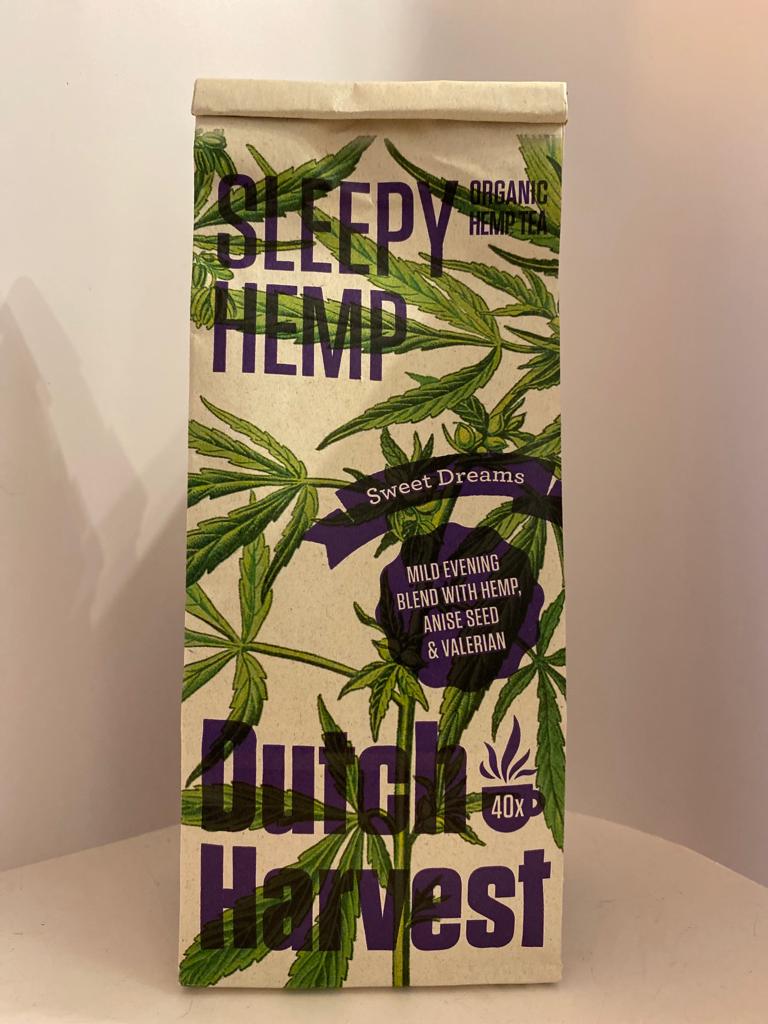 SLEEPY
HEMP
ORGANIC
HEMP TEA
Sweet Dreams
MILD EVENING
BLEND WITH HEMP,
ANISE SEED
& VALERIAN
Dutch
Harvest
40x